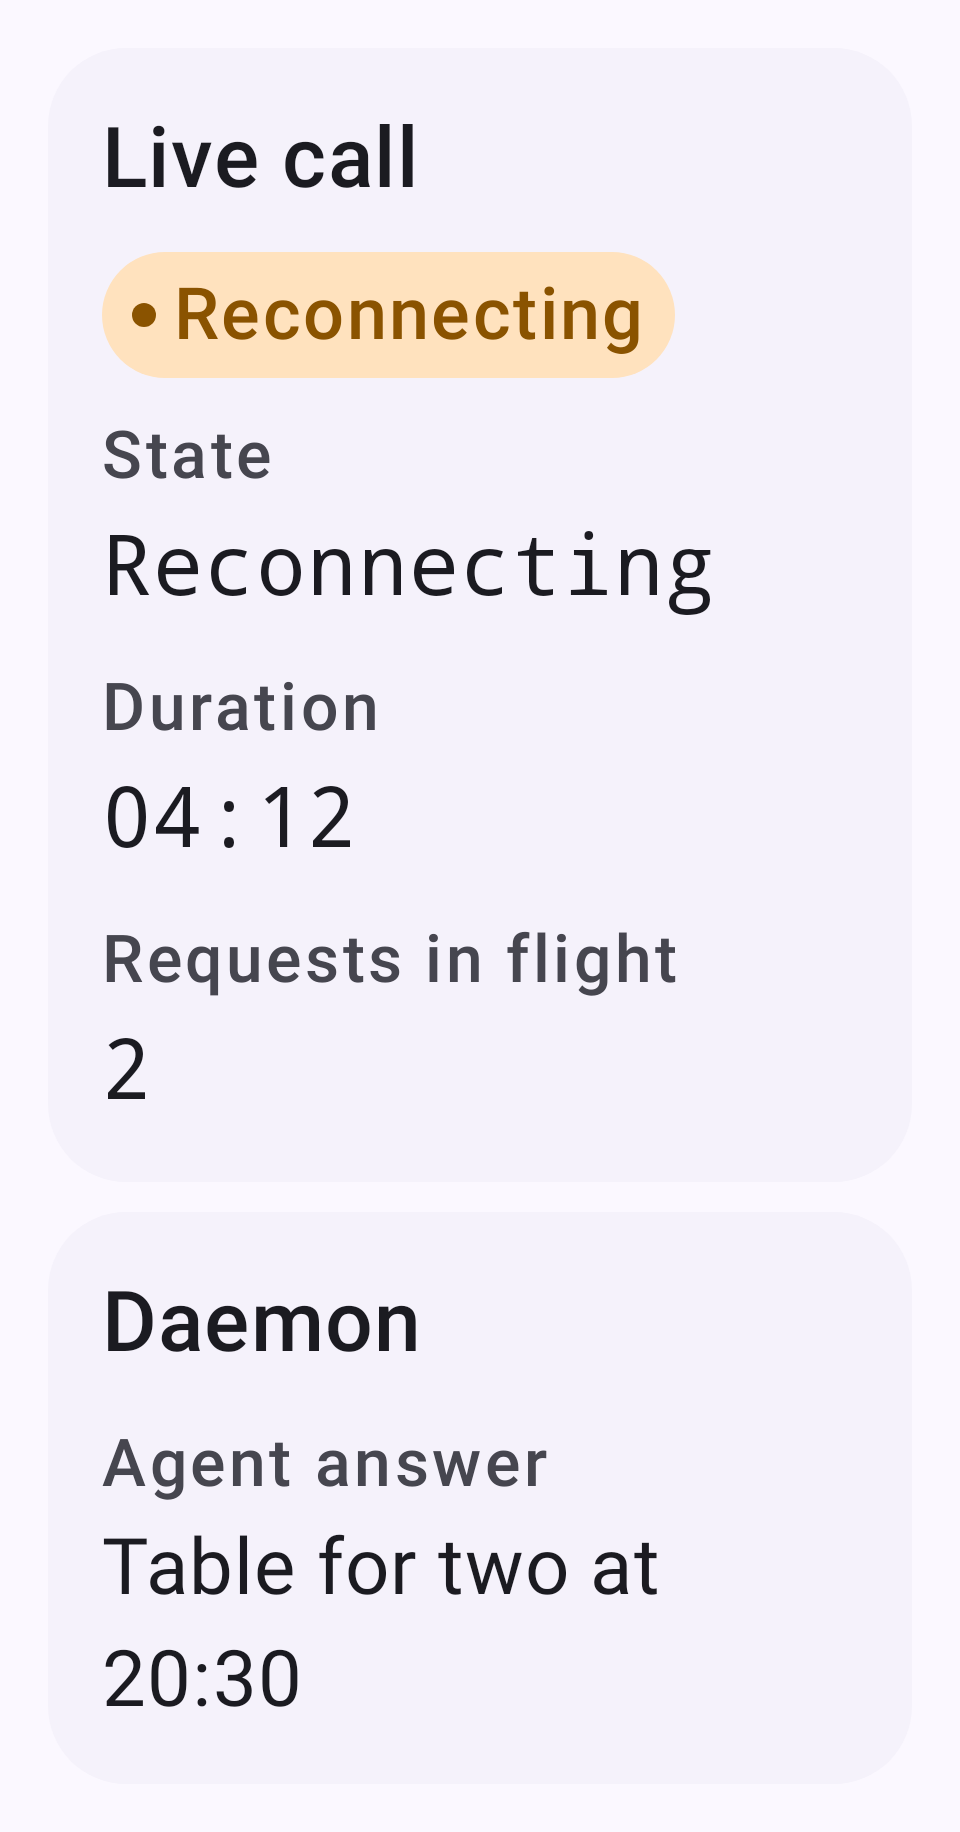 Live call
Reconnecting
State
Reconnecting
Duration
04:12
Requests in flight
2
Daemon
Agent answer
Table for two at
20:30